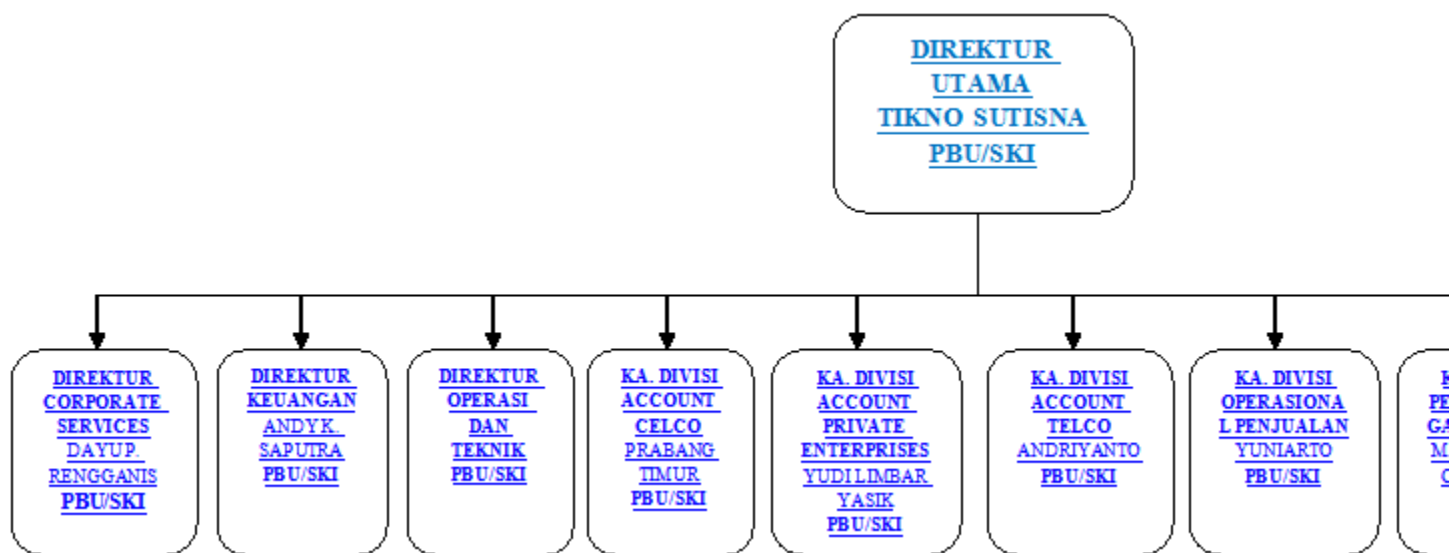 DIREKTUR
UTAMA
TIKNO SUTISNA
PBU/SKI
DIREKTUR
CORPORATE
SERVICES
DAYU P.
RENGGANIS
PBU/SKI
DIREKTUR
KEUANGAN
ANDY K.
SAPUTRA
PBU/SKI
DIREKTUR
OPERASI
DAN
TEKNIK
PBU/SKI
KA. DIVISI
ACCOUNT
CELCO
PRABANG
TIMUR
PBU/SKI
KA. DIVISI
ACCOUNT
PRIVATE
ENTERPRISES
YUDI LIMBAR
YASIK
PBU/SKI
KA. DIVISI
ACCOUNT
TELCO
ANDRIYANTO
PBU/SKI
KA. DIVISI
OPERASIONA
L PENJUALAN
YUNIARTO
PBU/SKI